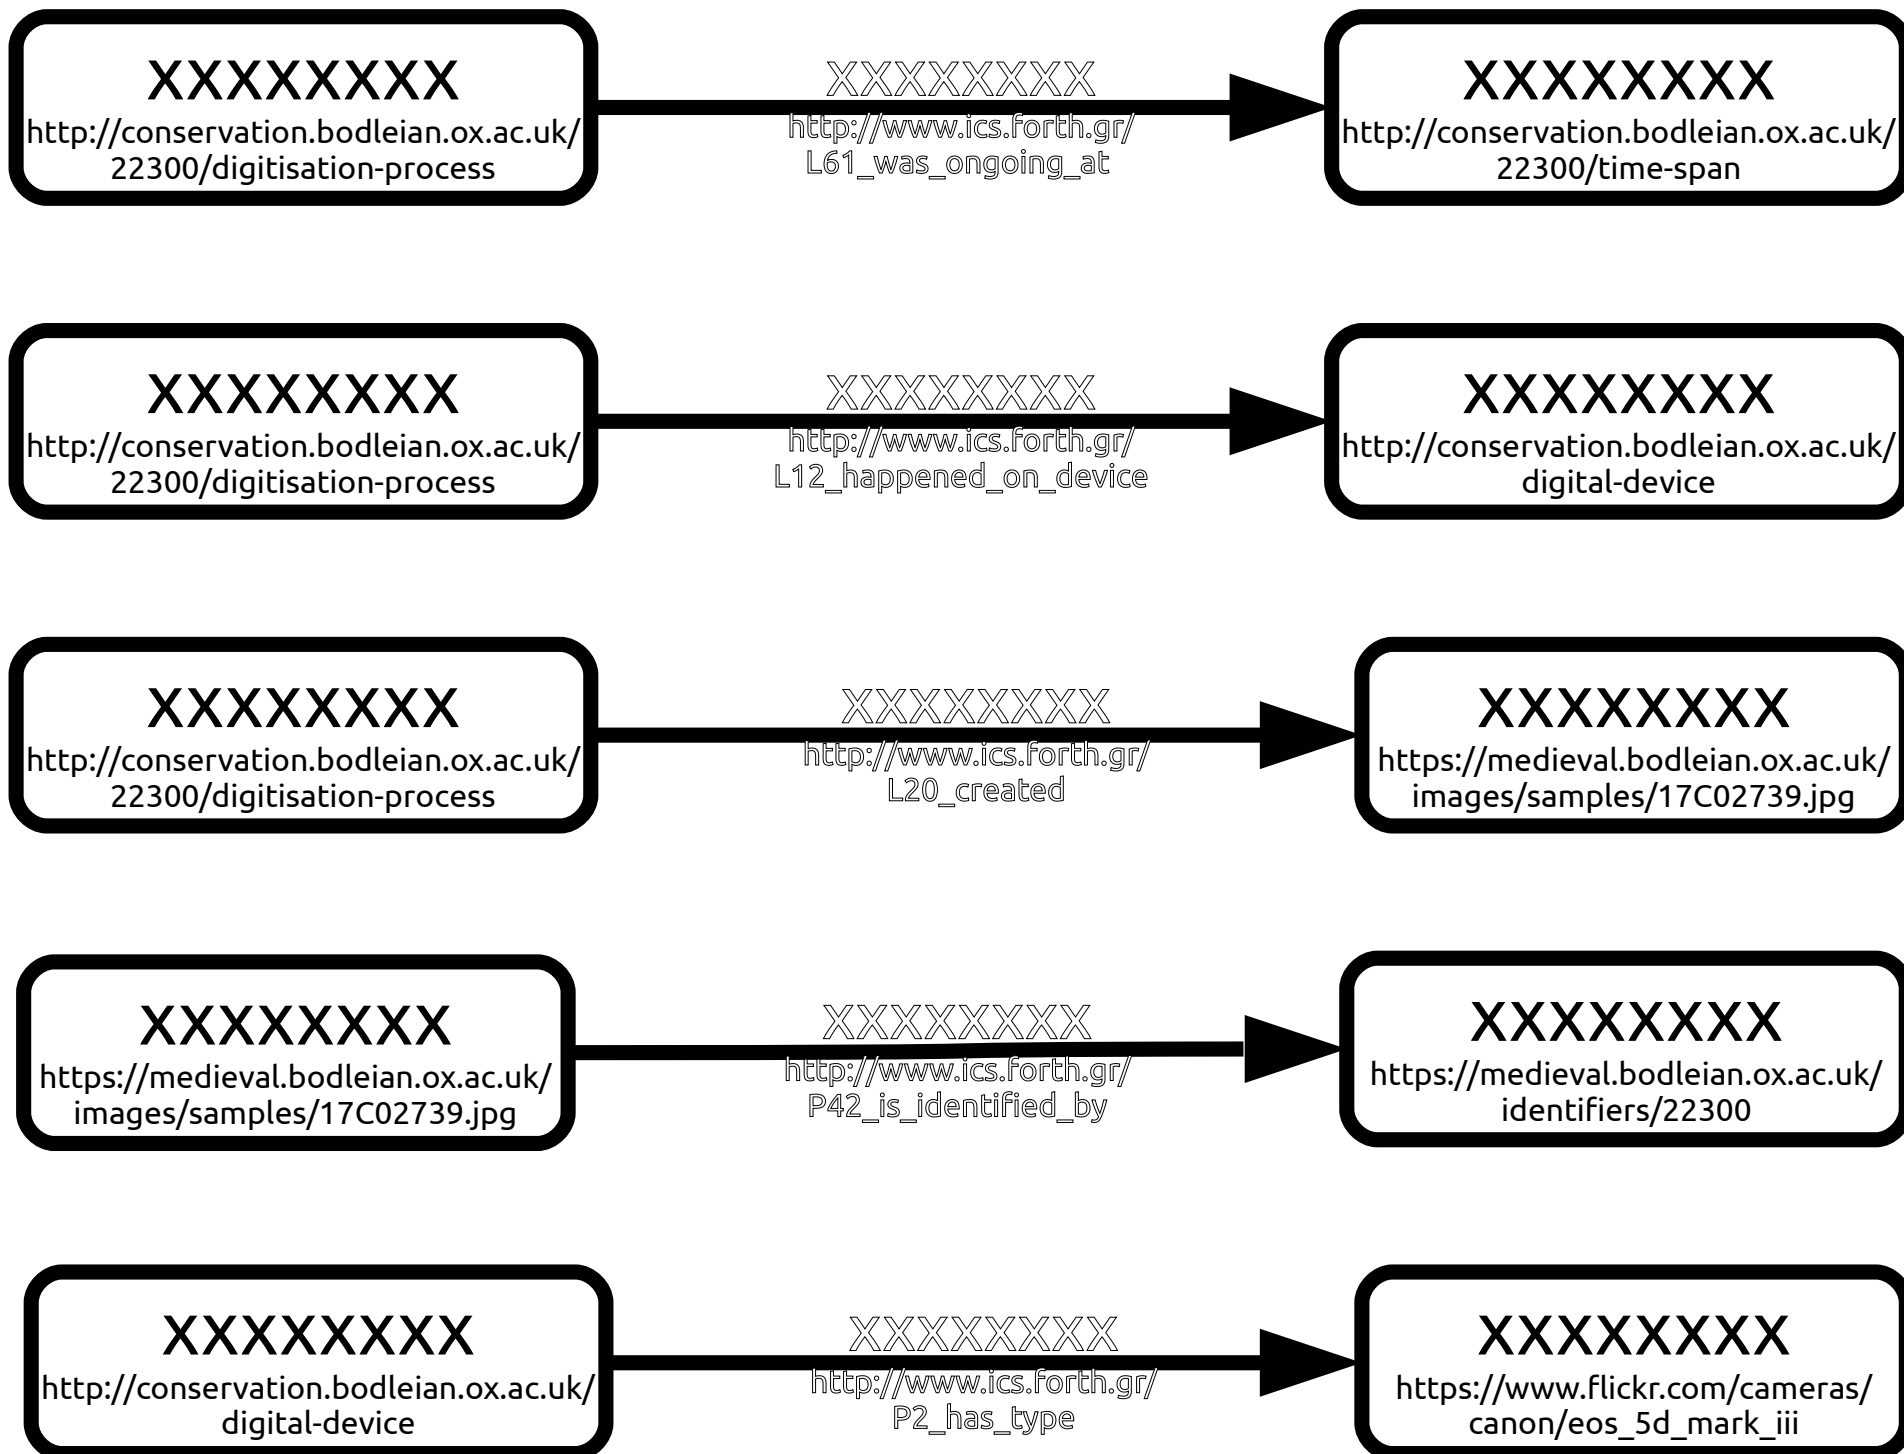 XXXXXXXX
http://conservation.bodleian.ox.ac.uk/
22300/digitisation-process
XXXXXXXX
http://www.ics.forth.gr/
L61_was_ongoing_at
XXXXXXXX
http://conservation.bodleian.ox.ac.uk/
22300/time-span
XXXXXXXX
http://conservation.bodleian.ox.ac.uk/
22300/digitisation-process
XXXXXXXX
http://www.ics.forth.gr/
L12_happened_on_device
XXXXXXXX
http://conservation.bodleian.ox.ac.uk/
digital-device
XXXXXXXX
http://conservation.bodleian.ox.ac.uk/
22300/digitisation-process
XXXXXXXX
http://www.ics.forth.gr/
L20_created
XXXXXXXX
https://medieval.bodleian.ox.ac.uk/
images/samples/17C02739.jpg
XXXXXXXX
https://medieval.bodleian.ox.ac.uk/
images/samples/17C02739.jpg
XXXXXXXX
http://www.ics.forth.gr/
P42_is_identified_by
XXXXXXXX
https://medieval.bodleian.ox.ac.uk/
identifiers/22300
XXXXXXXX
http://conservation.bodleian.ox.ac.uk/
digital-device
XXXXXXXX
http://www.ics.forth.gr/
P2_has_type
XXXXXXXX
https://www.flickr.com/cameras/
canon/eos_5d_mark_iii